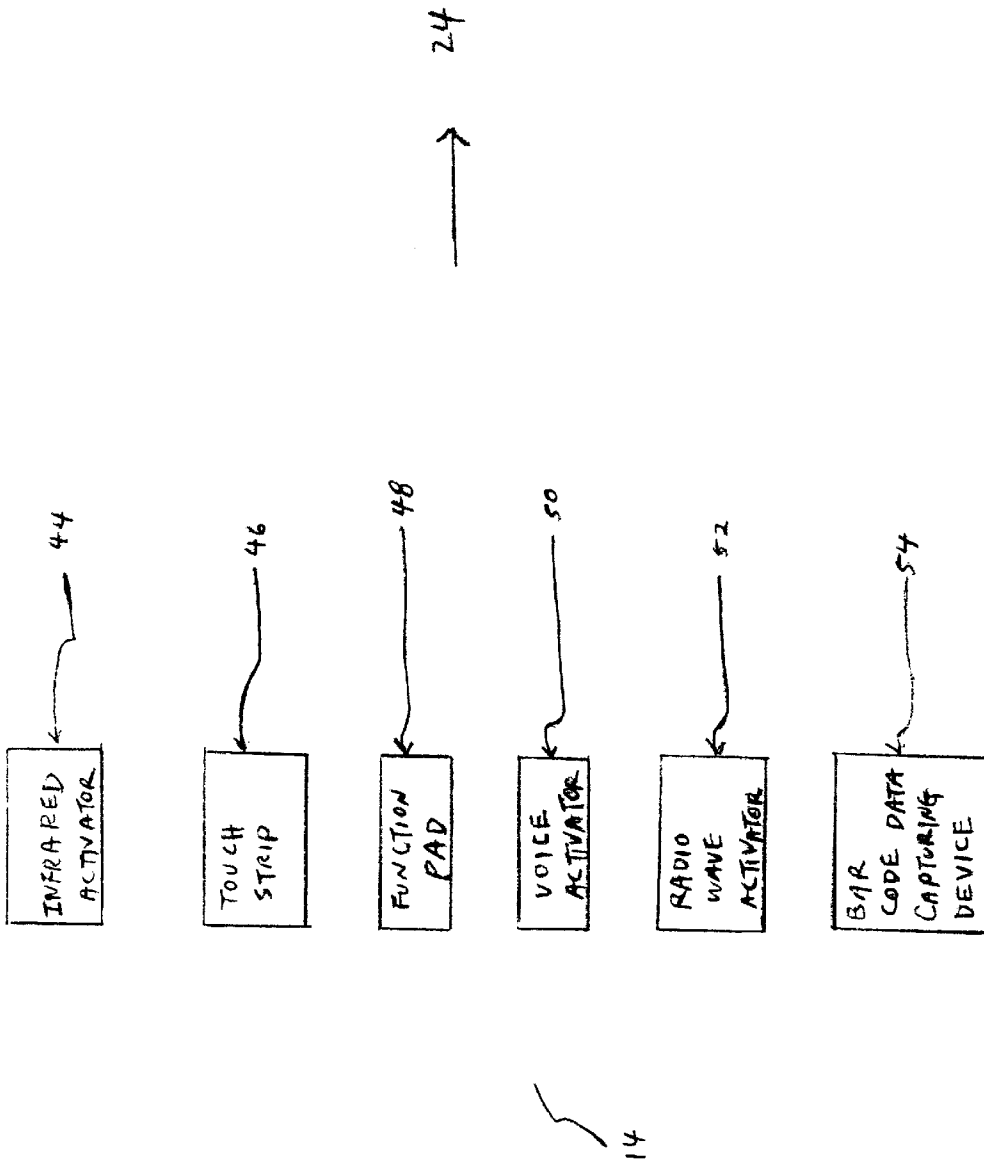 INFRARED
ACTIVATOR
44
TOUCH
STRIP
46
FUNCTION
PAD
48
VOICE
ACTIVATOR
50
RADIO
WAVE
ACTIVATOR
52
BAR
CODE DATA
CAPTURING
DEVICE
54
14
24